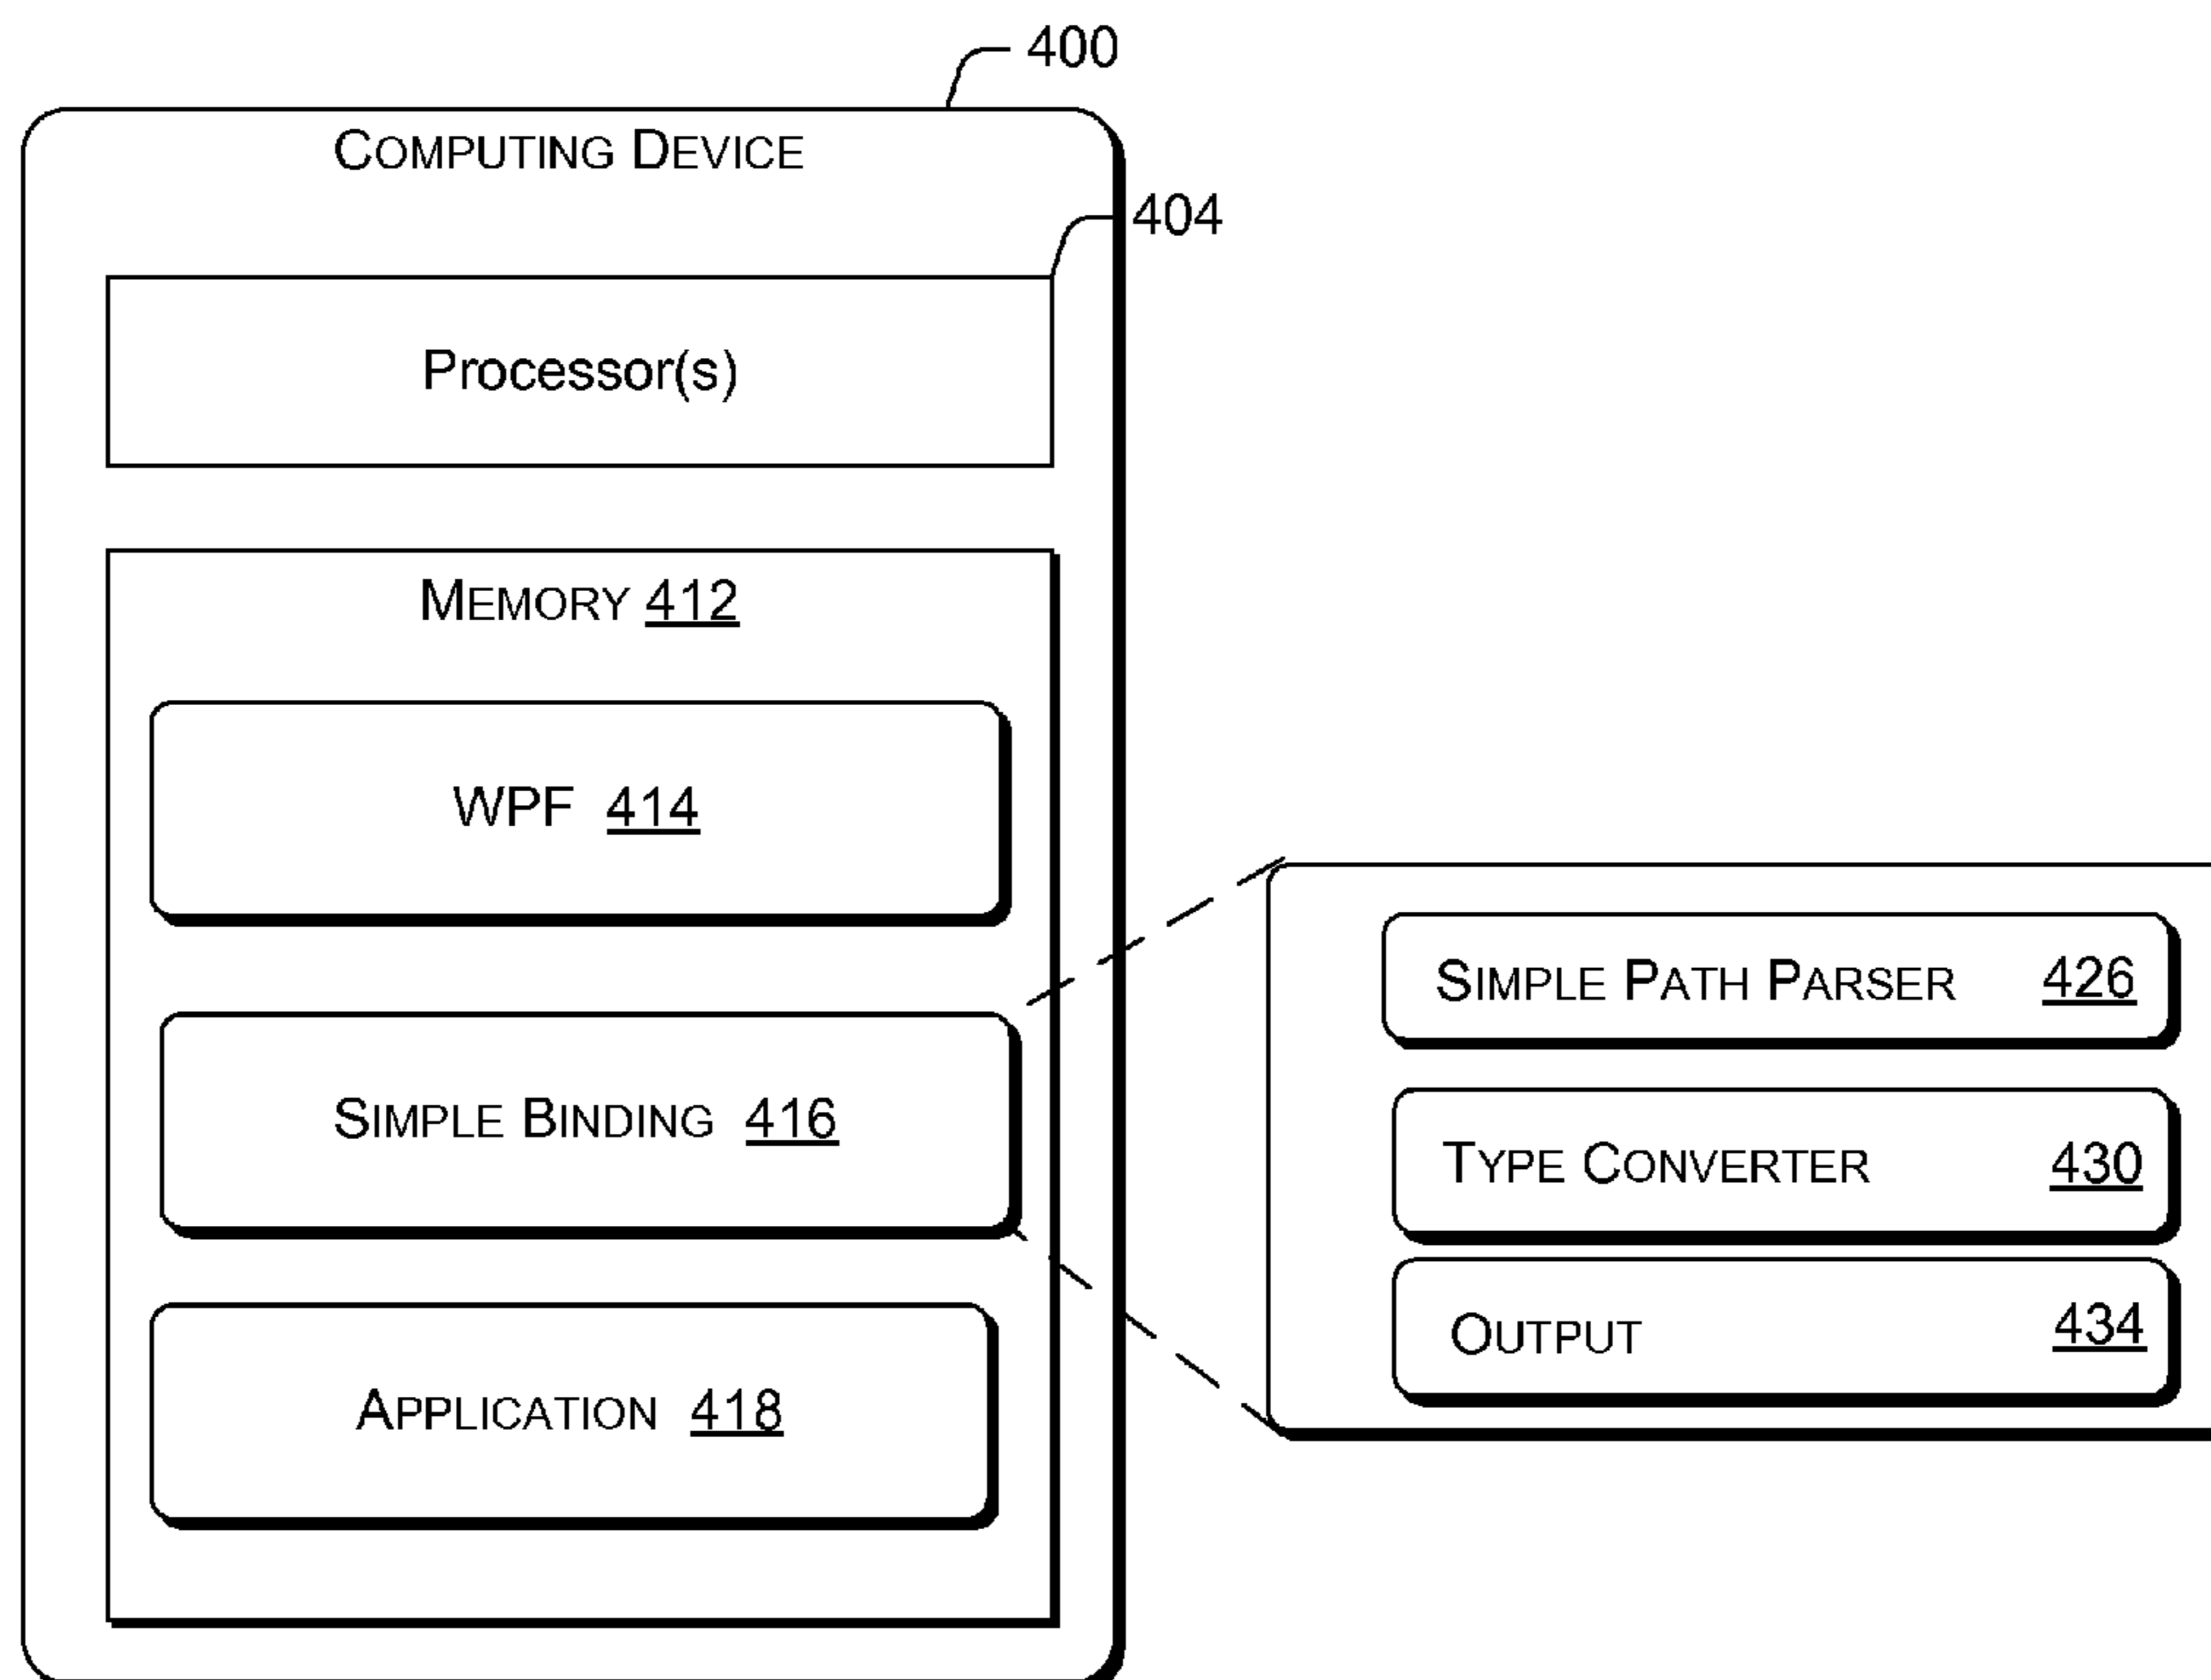 400
COMPUTING DEVICE
404
Processor(s)
MEMORY 412
WPF 414
SIMPLE BINDING 416
APPLICATION 418
SIMPLE PATH PARSER 426
TYPE CONVERTER 430
OUTPUT 434